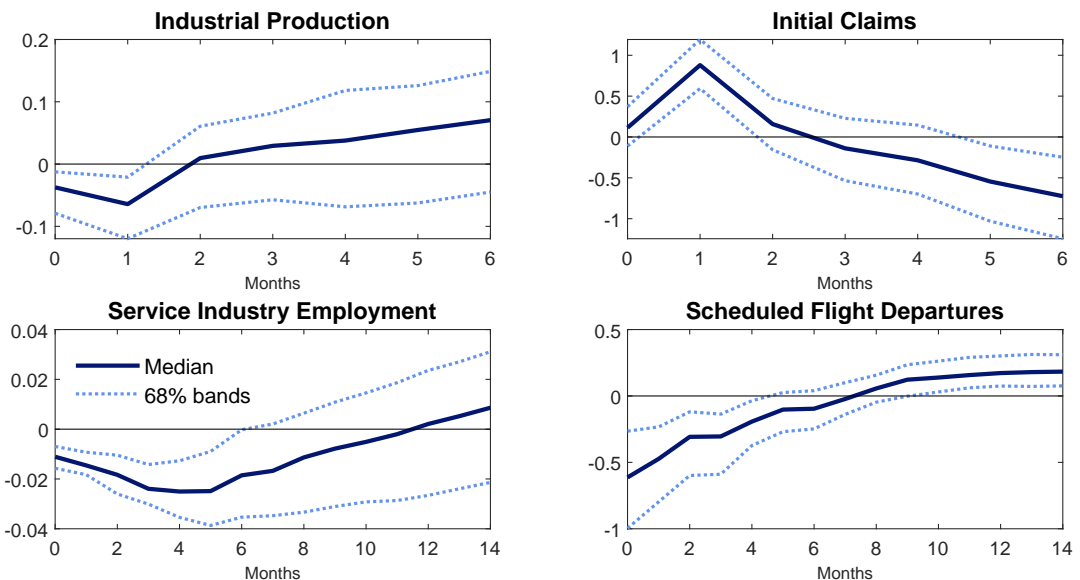 Industrial Production
0.2
0.1
0
-0.1
0 1 2 3 4 5 6
Months
Initial Claims
1
0.5
0
-0.5
-1
0 1 2 3 4 5 6
Months
Service Industry Employment
0.04
0.02
0
-0.02
-0.04
Median
68% bands
0 2 4 6 8 10 12 14
Months
Scheduled Flight Departures
0.5
0
-0.5
-1
0 2 4 6 8 10 12 14
Months